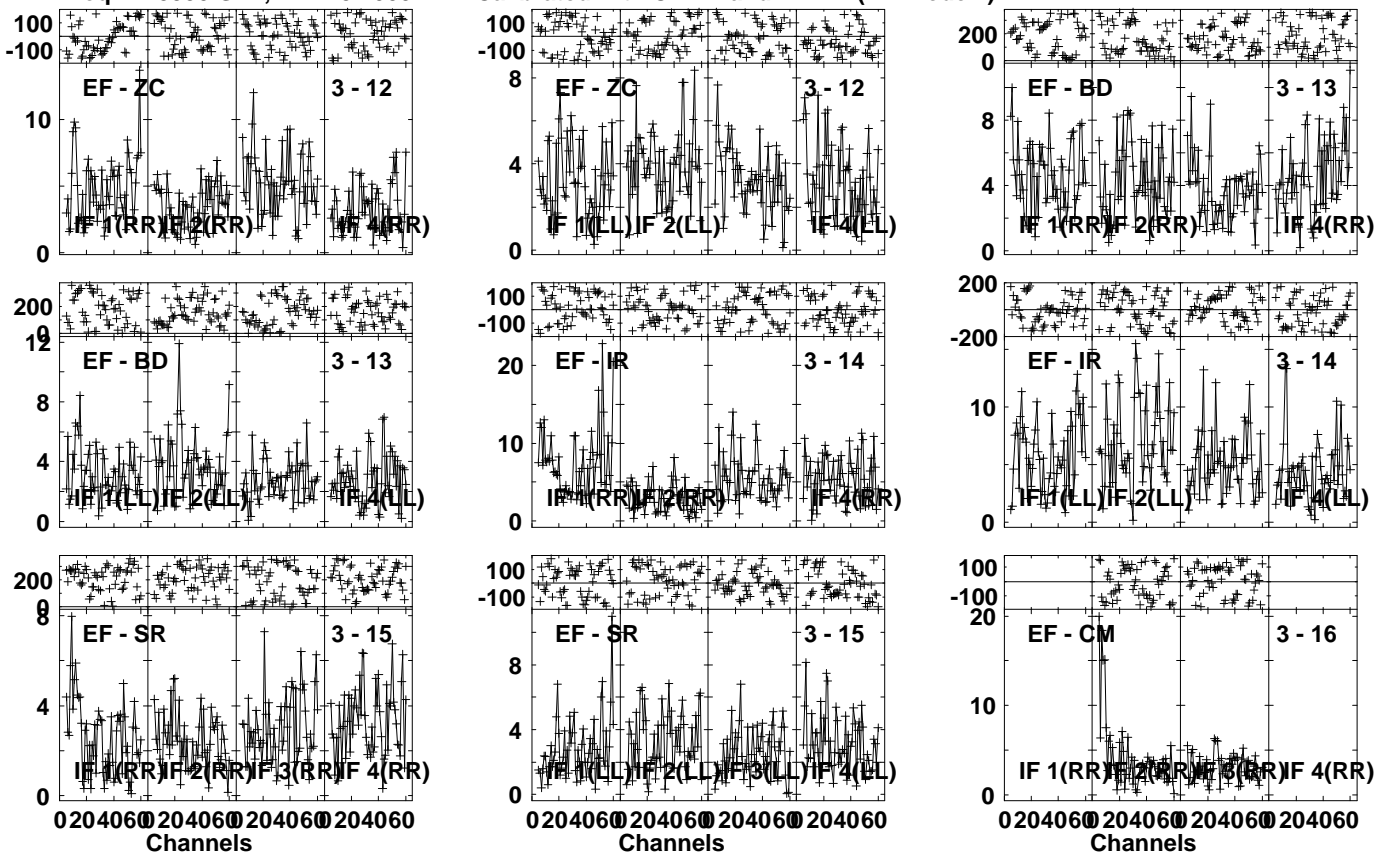 100
-100
EF - ZC 3 - 12
10
0
IF 1(RR) IF 2(RR) IF 4(RR)
100
-100
EF - ZC 3 - 12
8
4
0
IF 1(LL) IF 2(LL) IF 4(LL)
200
0
EF - BD 3 - 13
8
4
0
IF 1(RR) IF 2(RR) IF 4(RR)
200
0
12
EF - BD 3 - 13
8
4
0
IF 1(LL) IF 2(LL) IF 4(LL)
100
-100
EF - IR 3 - 14
20
10
0
IF 1(RR) IF 2(RR) IF 4(RR)
200
-200
EF - IR 3 - 14
10
0
IF 1(LL) IF 2(LL) IF 4(LL)
200
0
8
EF - SR 3 - 15
4
0
IF 1(RR) IF 2(RR) IF 3(RR) IF 4(RR)
0 20 40 60 0 20 40 60 0 20 40 60 0 20 40 60
Channels
100
-100
EF - SR 3 - 15
8
4
0
IF 1(LL) IF 2(LL) IF 3(LL) IF 4(LL)
0 20 40 60 0 20 40 60 0 20 40 60 0 20 40 60
Channels
100
-100
20
EF - CM 3 - 16
10
0
IF 1(RR) IF 2(RR) IF 3(RR) IF 4(RR)
0 20 40 60 0 20 40 60 0 20 40 60 0 20 40 60
Channels